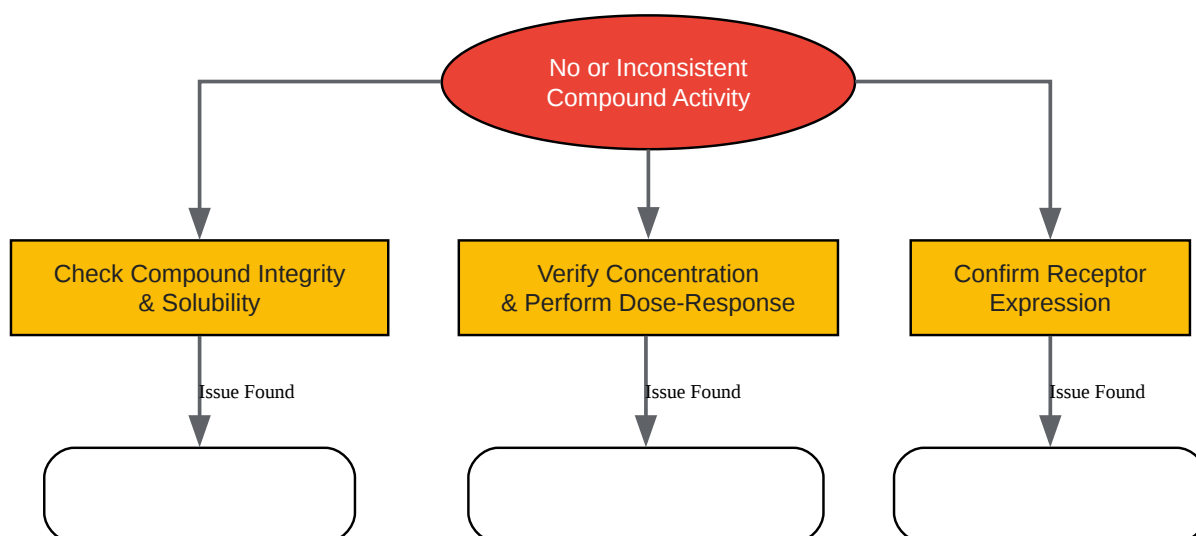 No or Inconsistent
Compound Activity
Check Compound Integrity
& Solubility
Verify Concentration
& Perform Dose-Response
Confirm Receptor
Expression
Issue Found
Issue Found
Issue Found